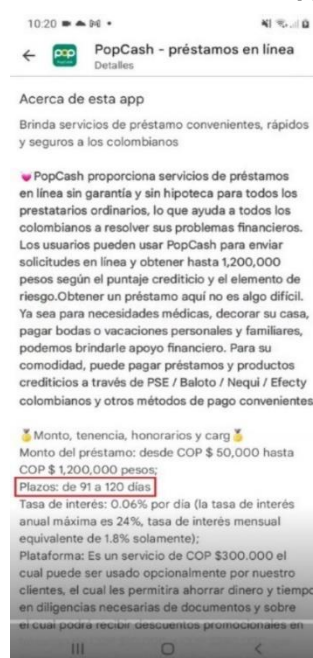 10:20
PopCash - préstamos en línea
Detalles
Acerca de esta app
Brinda servicios de préstamo convenientes, rápidos
y seguros a los colombianos
PopCash proporciona servicios de préstamos
en línea sin garantía y sin hipoteca para todos los
prestatarios ordinarios, lo que ayuda a todos los
colombianos a resolver sus problemas financieros.
Los usuarios pueden usar PopCash para enviar
solicitudes en línea y obtener hasta 1,200,000
pesos según el puntaje crediticio y el elemento de
riesgo.Obtener un préstamo aquí no es algo difícil.
Ya sea para necesidades médicas, decorar su casa,
pagar bodas o vacaciones personales y familiares,
podemos brindarle apoyo financiero. Para su
comodidad, puede pagar préstamos y productos
crediticios a través de PSE / Baloto / Nequi / Efecty
colombianos y otros métodos de pago convenientes
Monto, tenencia, honorarios y carg
Monto del préstamo: desde COP $ 50,000 hasta
COP $ 1,200,000 pesos;
Plazos: de 91 a 120 días
Tasa de interés: 0.06% por día (la tasa de interés
anual máxima es 24%, tasa de interés mensual
equivalente de 1.8% solamente);
Plataforma: Es un servicio de COP $300.000 el
cual puede ser usado opcionalmente por nuestro
clientes, el cual les permitira ahorrar dinero y tiempo
en diligencias necesarias de documentos y sobre
el cual podrá recibir descuentos promocionales en